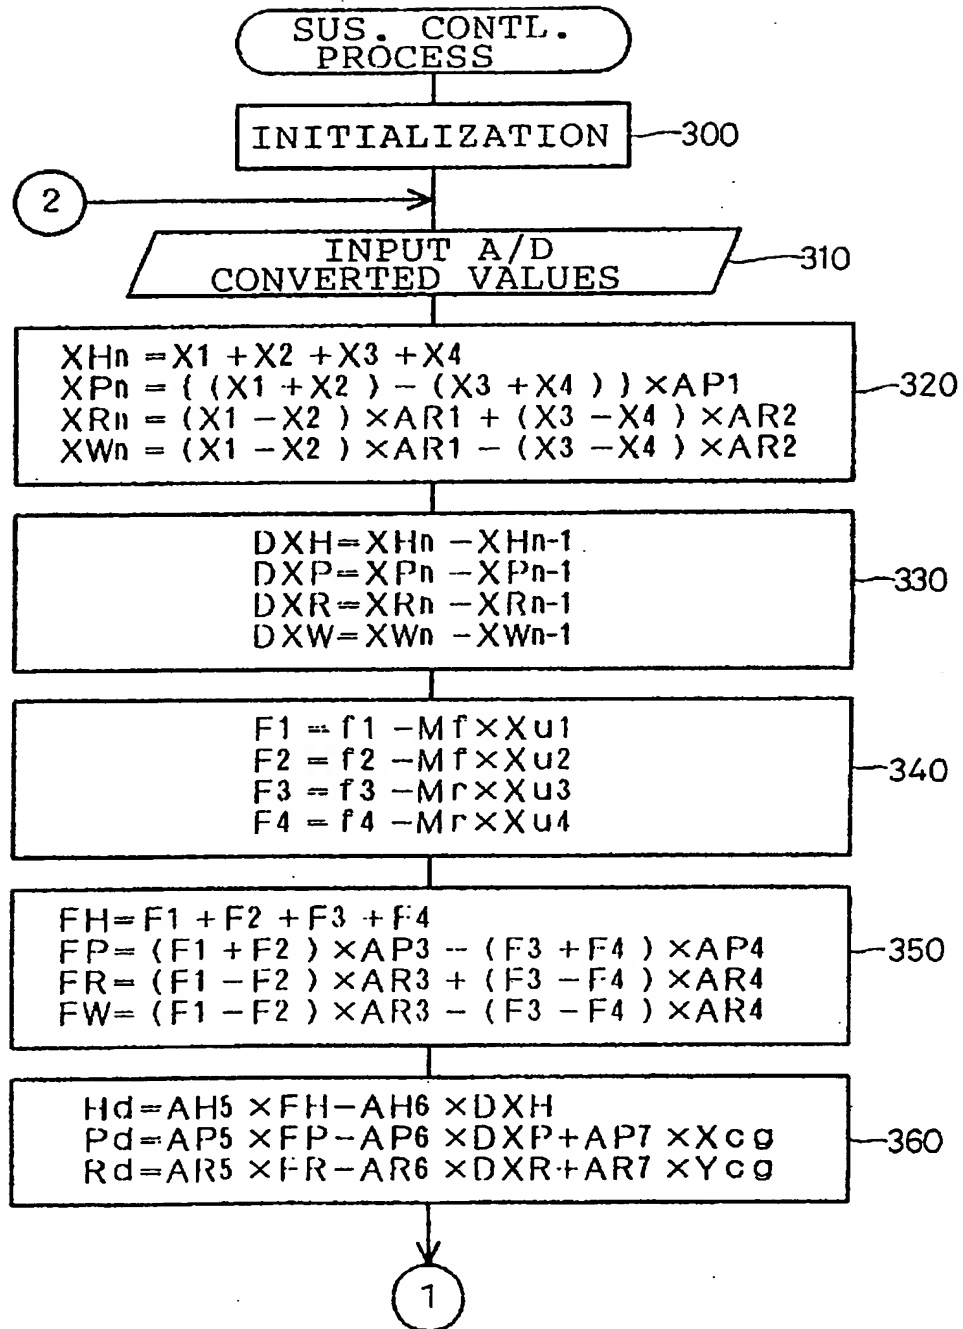 SUS. CONTL.
PROCESS
INITIALIZATION
300
2
INPUT A/D
CONVERTED VALUES
310
XHn = X1 + X2 + X3 + X4
XPn = { (X1 + X2 ) - (X3 + X4 ) } × AP1
XRn = (X1 - X2 ) × AR1 + (X3 - X4 ) × AR2
XWn = (X1 - X2 ) × AR1 - (X3 - X4 ) × AR2
320
DXH = XHn - XHn-1
DXP = XPn - XPn-1
DXR = XRn - XRn-1
DXW = XWn - XWn-1
330
F1 = f1 - Mf × Xu1
F2 = f2 - Mf × Xu2
F3 = f3 - Mr × Xu3
F4 = f4 - Mr × Xu4
340
FH = F1 + F2 + F3 + F4
FP = (F1 + F2 ) × AP3 - (F3 + F4 ) × AP4
FR = (F1 - F2 ) × AR3 + (F3 - F4 ) × AR4
FW = (F1 - F2 ) × AR3 - (F3 - F4 ) × AR4
350
Hd = AH5 × FH - AH6 × DXH
Pd = AP5 × FP - AP6 × DXP + AP7 × Xcg
Rd = AR5 × FR - AR6 × DXR + AR7 × Ycg
360
1